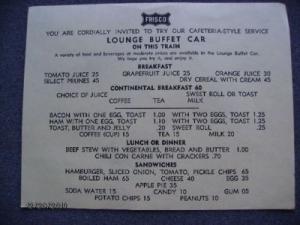 FRISCO
YOU ARE CORDIALLY INVITED TO TRY OUR CAFETERIA-STYLE SERVICE
LOUNGE BUFFET CAR
ON THIS TRAIN
A variety of food and beverages at moderate prices are available in the Lounge Buffet Car.
We hope you try it, and enjoy it.
BREAKFAST
TOMATO JUICE 25 GRAPEFRUIT JUICE 25 ORANGE JUICE 30
SELECT PRUNES 45 DRY CEREAL WITH CREAM 45
CONTINENTAL BREAKFAST 60
CHOICE OF JUICE SWEET ROLL OR TOAST
COFFEE TEA MILK
BACON WITH ONE EGG, TOAST 1.00 WITH TWO EGGS, TOAST 1.25
HAM WITH ONE EGG, TOAST 1.00 WITH TWO EGGS, TOAST 1.25
TOAST, BUTTER AND JELLY .20 SWEET ROLL .25
COFFEE (CUP) 15 TEA 15 MILK 20
LUNCH OR DINNER
BEEF STEW WITH VEGETABLES, BREAD AND BUTTER 1.00
CHILI CON CARNE WITH CRACKERS .70
SANDWICHES
HAMBURGER, SLICED ONION, TOMATO, PICKLE CHIPS 65
BOILED HAM 65 CHEESE 40 EGG 35
APPLE PIE 35
SODA WATER 15 CANDY 10 GUM 05
POTATO CHIPS 15 PEANUTS 10